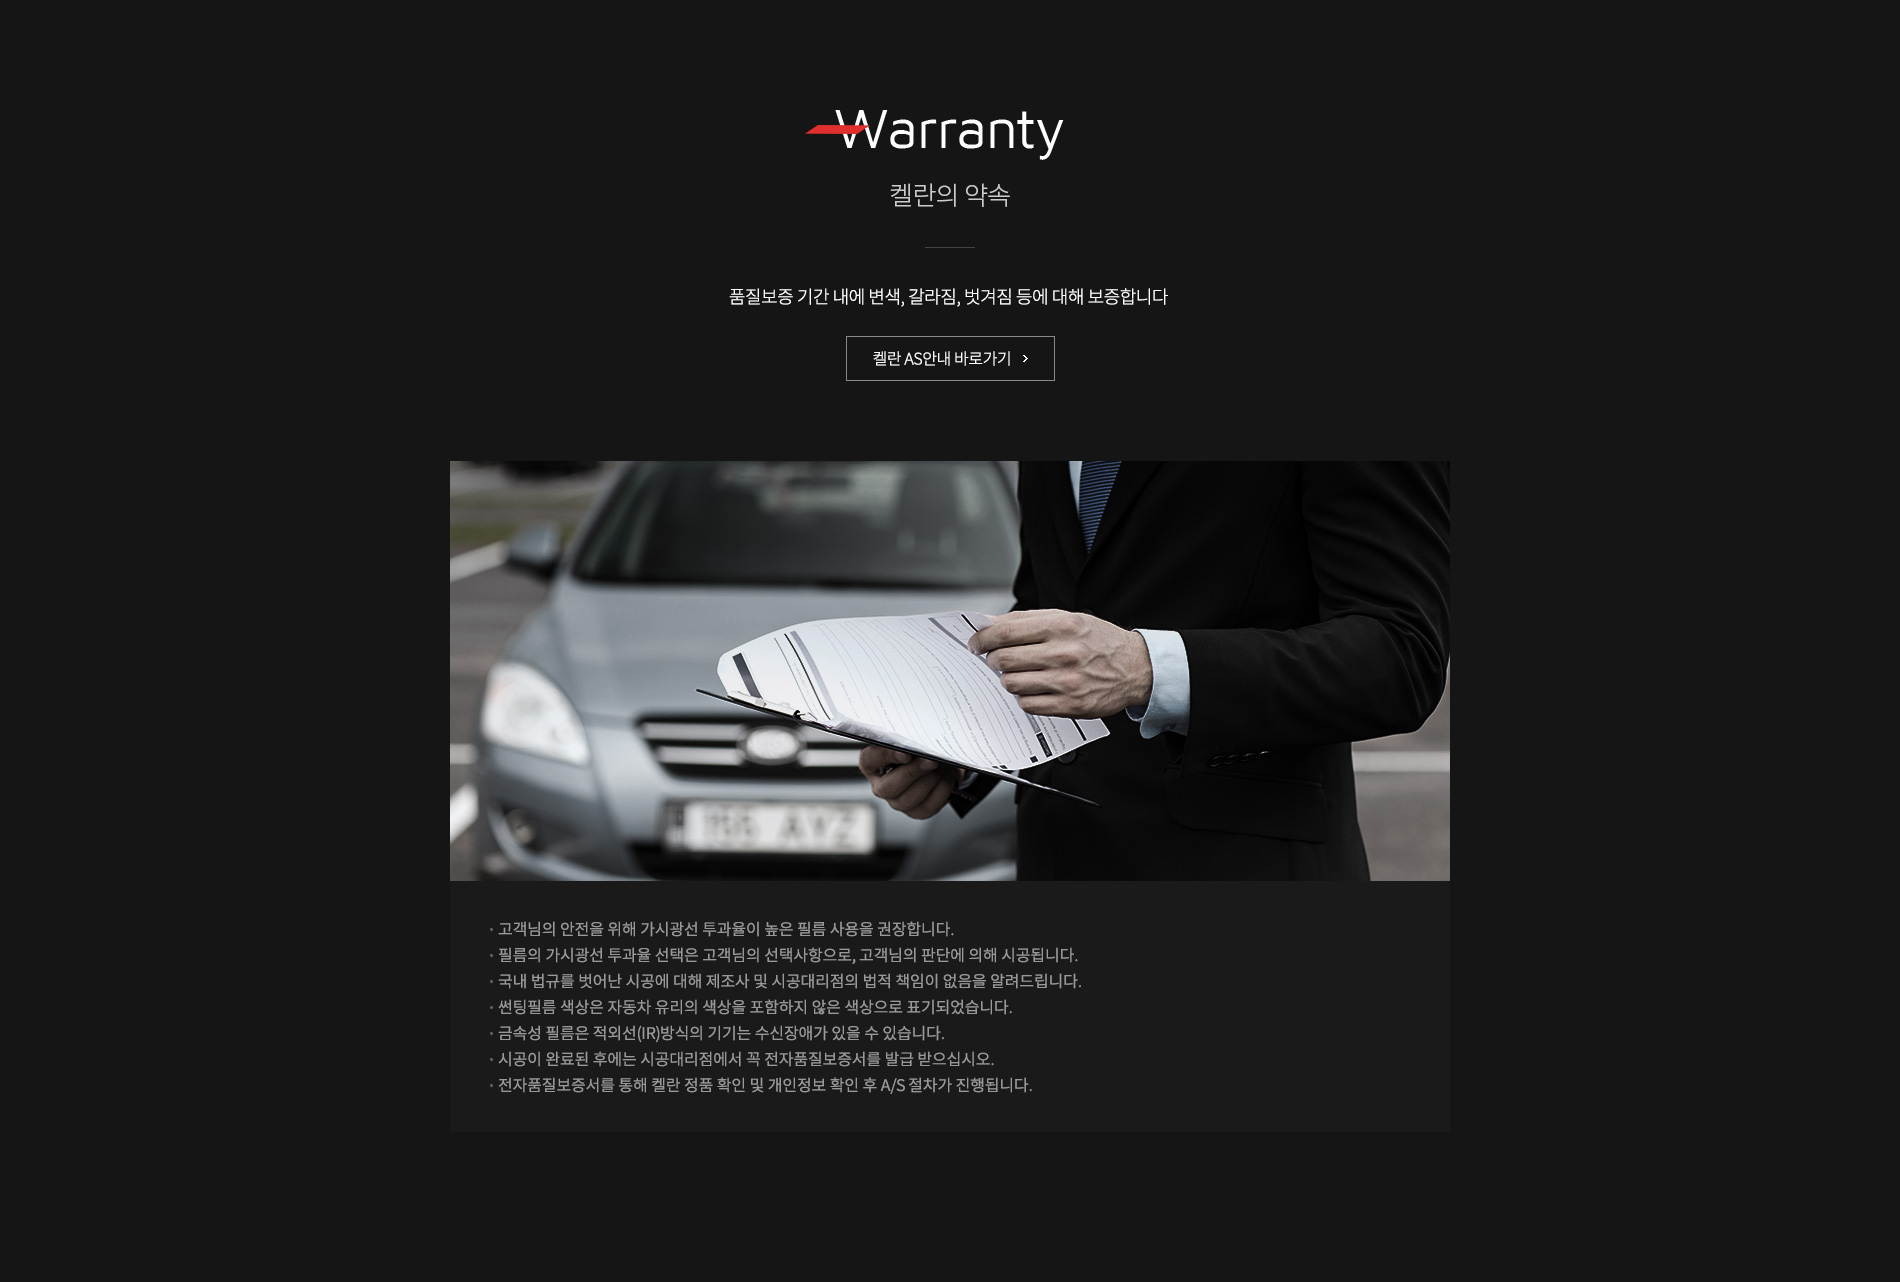 Warranty
켈란의 약속
품질보증 기간 내에 변색, 갈라짐, 벗겨짐 등에 대해 보증합니다
켈란 AS안내 바로가기 >
· 고객님의 안전을 위해 가시광선 투과율이 높은 필름 사용을 권장합니다.
· 필름의 가시광선 투과율 선택은 고객님의 선택사항으로, 고객님의 판단에 의해 시공됩니다.
· 국내 법규를 벗어난 시공에 대해 제조사 및 시공대리점의 법적 책임이 없음을 알려드립니다.
· 썬팅필름 색상은 자동차 유리의 색상을 포함하지 않은 색상으로 표기되었습니다.
· 금속성 필름은 적외선(IR)방식의 기기는 수신장애가 있을 수 있습니다.
· 시공이 완료된 후에는 시공대리점에서 꼭 전자품질보증서를 발급 받으십시오.
· 전자품질보증서를 통해 켈란 정품 확인 및 개인정보 확인 후 A/S 절차가 진행됩니다.